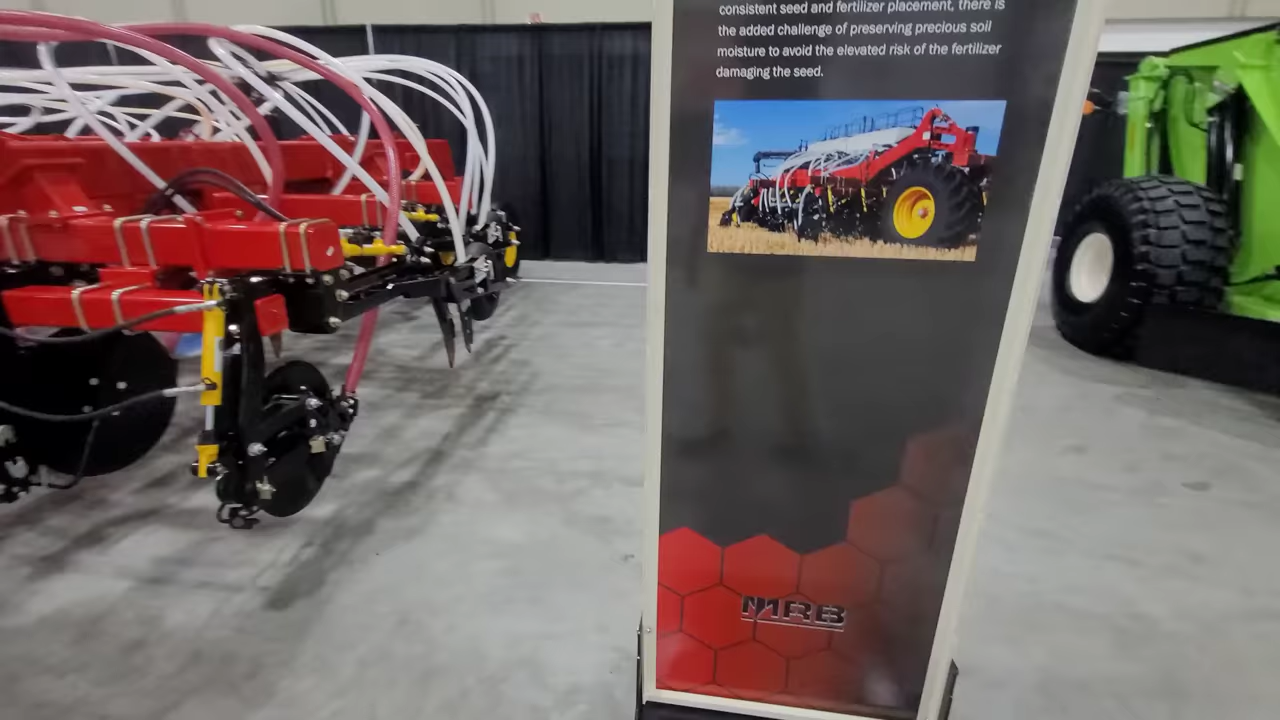 consistent seed and fertilizer placement, there is
the added challenge of preserving precious soil
moisture to avoid the elevated risk of the fertilizer
damaging the seed.
MRB